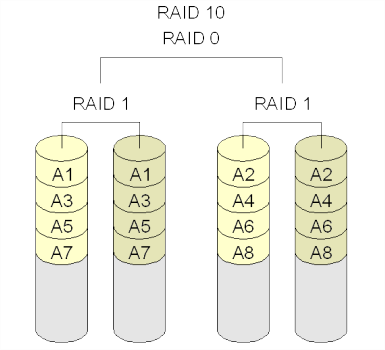 RAID 10
RAID 0
RAID 1 RAID 1
A1 A1 A2 A2
A3 A3 A4 A4
A5 A5 A6 A6
A7 A7 A8 A8